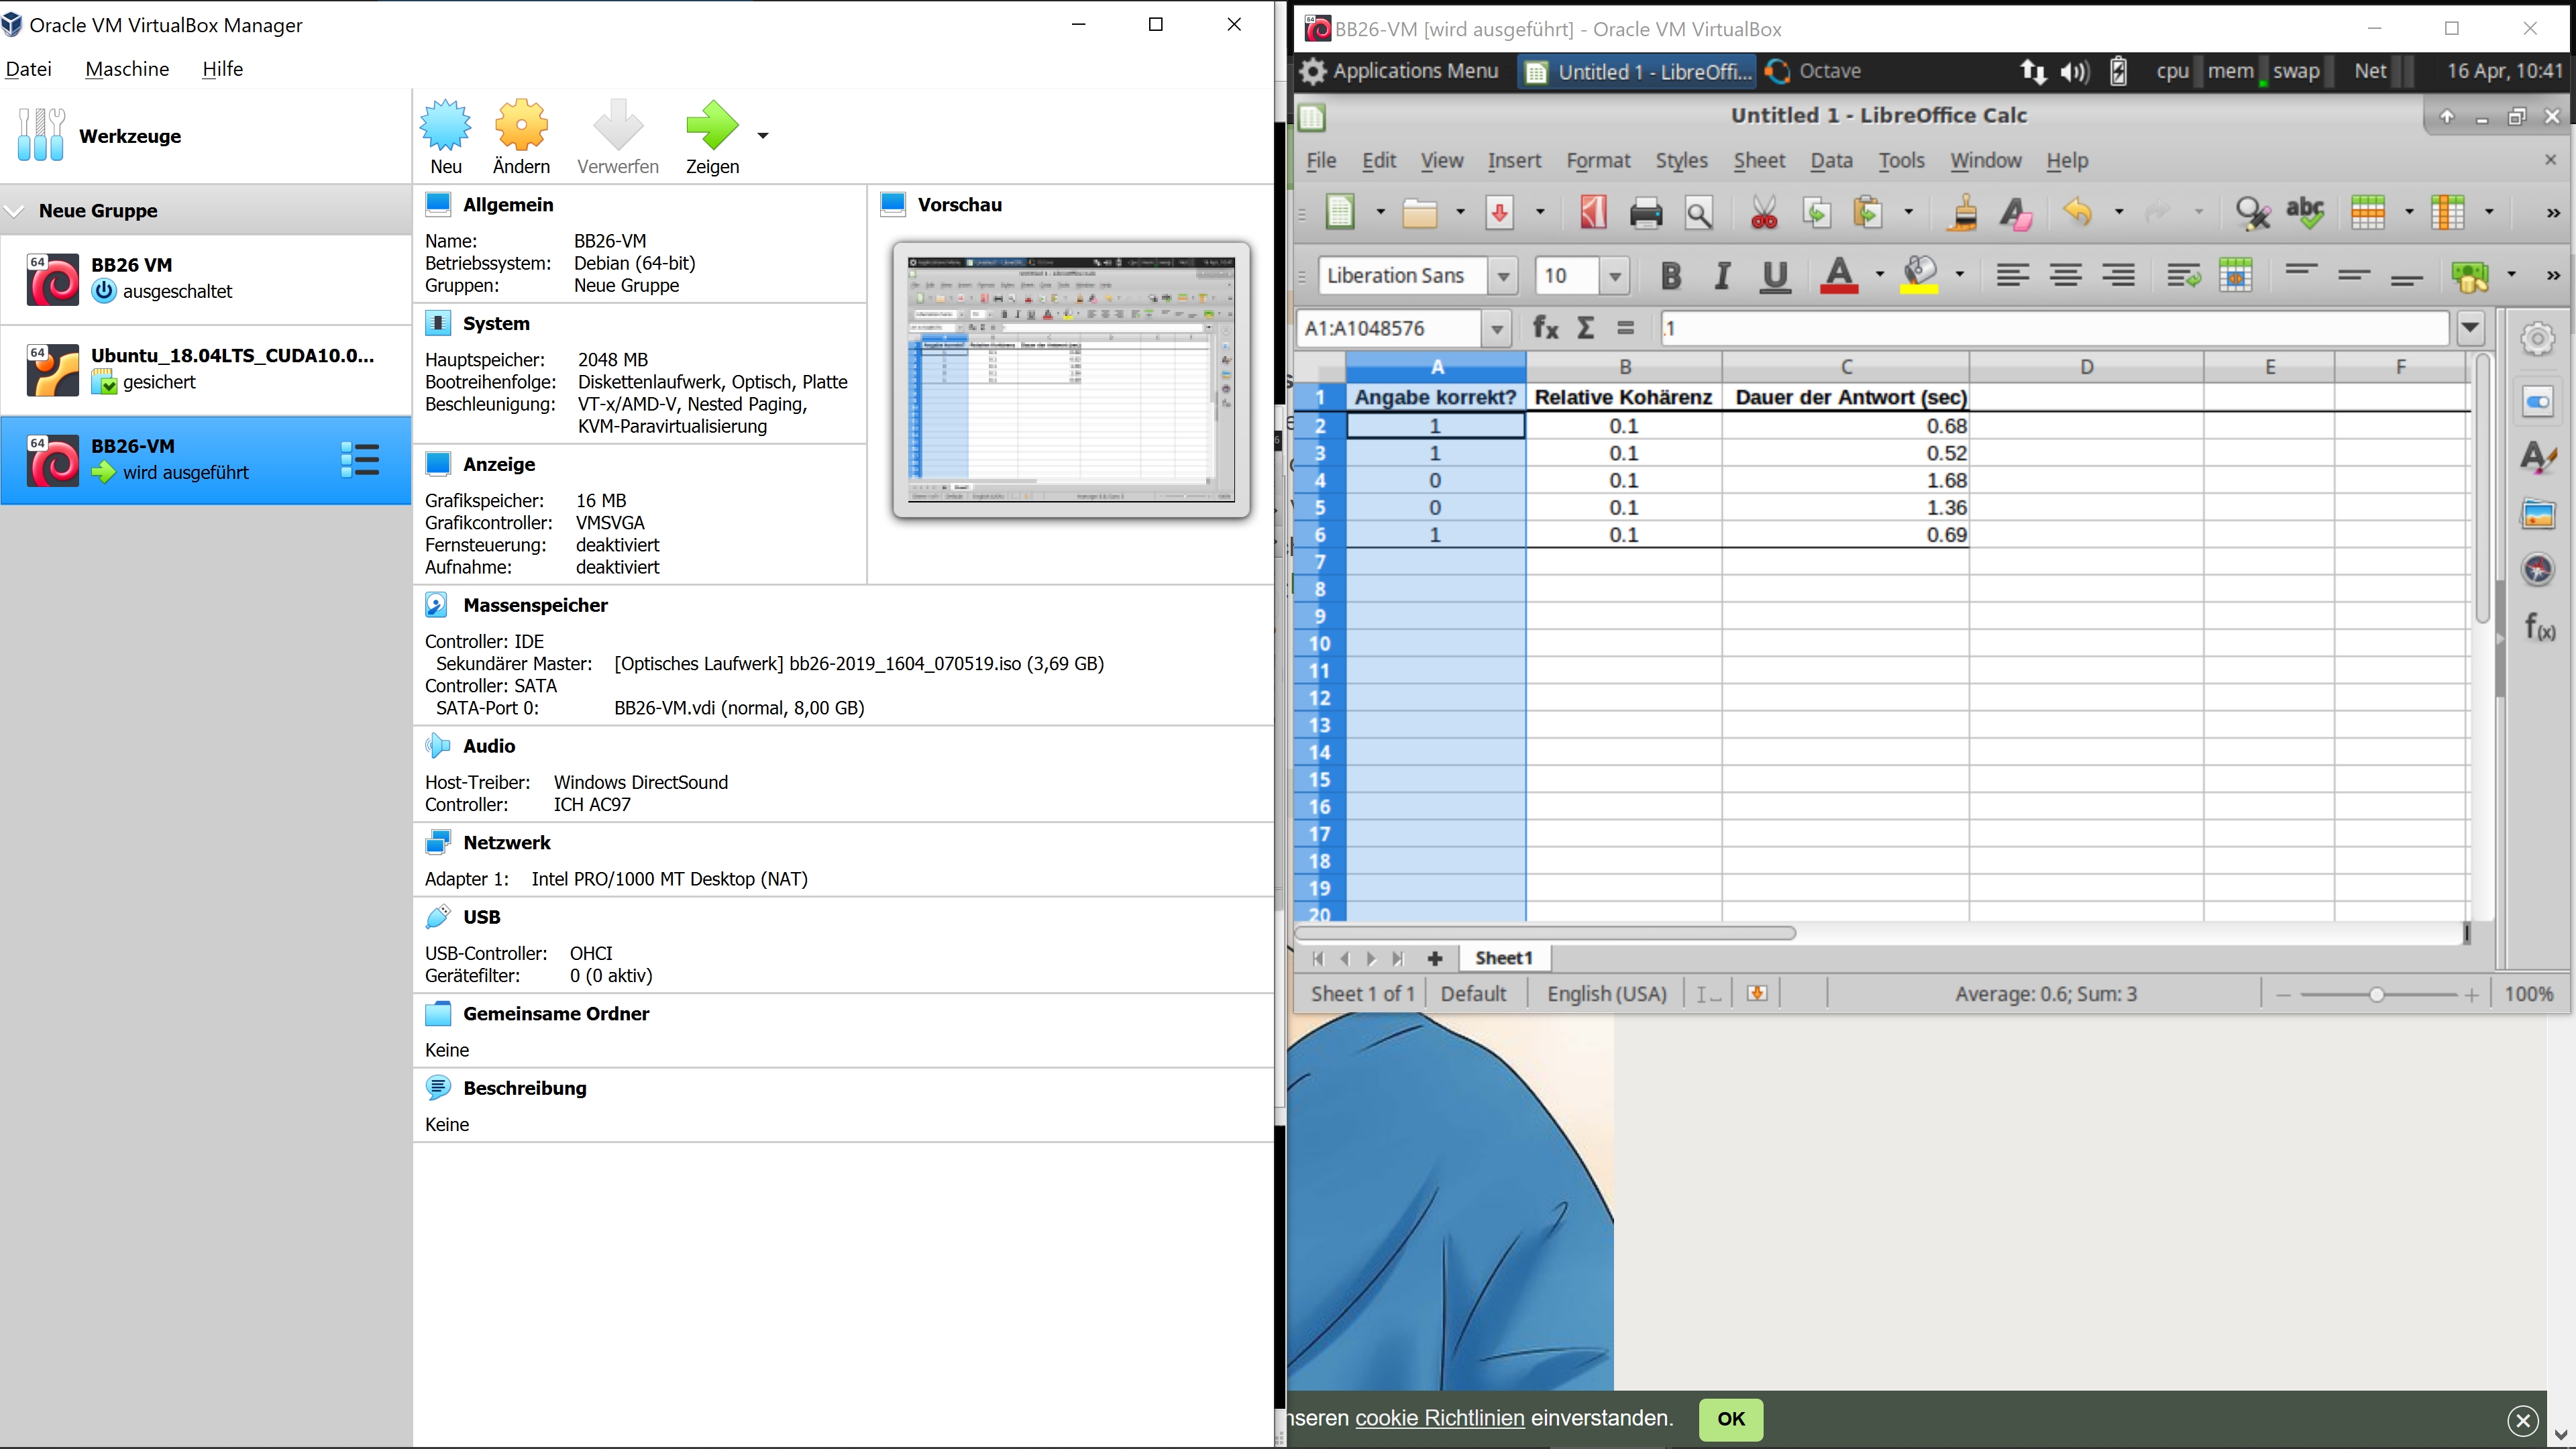 Oracle VM VirtualBox Manager
Datei Maschine Hilfe
Werkzeuge
Neu Ändern Verwerfen Zeigen
Neue Gruppe
64 BB26 VM
ausgeschaltet
64 Ubuntu_18.04LTS_CUDA10.0...
gesichert
64 BB26-VM
wird ausgeführt
Allgemein
Name: BB26-VM
Betriebssystem: Debian (64-bit)
Gruppen: Neue Gruppe
System
Hauptspeicher: 2048 MB
Bootreihenfolge: Diskettenlaufwerk, Optisch, Platte
Beschleunigung: VT-x/AMD-V, Nested Paging,
KVM-Paravirtualisierung
Anzeige
Grafikspeicher: 16 MB
Grafikcontroller: VMSVGA
Fernsteuerung: deaktiviert
Aufnahme: deaktiviert
Vorschau
Massenspeicher
Controller: IDE
Sekundärer Master: [Optisches Laufwerk] bb26-2019_1604_070519.iso (3,69 GB)
Controller: SATA
SATA-Port 0: BB26-VM.vdi (normal, 8,00 GB)
Audio
Host-Treiber: Windows DirectSound
Controller: ICH AC97
Netzwerk
Adapter 1: Intel PRO/1000 MT Desktop (NAT)
USB
USB-Controller: OHCI
Gerätefilter: 0 (0 aktiv)
Gemeinsame Ordner
Keine
Beschreibung
Keine
BB26-VM [wird ausgeführt] - Oracle VM VirtualBox
Applications Menu Untitled 1 - LibreOffi... Octave cpu mem swap Net 16 Apr, 10:41
Untitled 1 - LibreOffice Calc
File Edit View Insert Format Styles Sheet Data Tools Window Help
abc
Liberation Sans 10 B I U A
A1:A1048576 fx Σ = 1
A B C D E F
1 Angabe korrekt? Relative Kohärenz Dauer der Antwort (sec)
2 1 0.1 0.68
3 1 0.1 0.52
4 0 0.1 1.68
5 0 0.1 1.36
6 1 0.1 0.69
7
8
9
10
11
12
13
14
15
16
17
18
19
20
f(x)
Sheet1
Sheet 1 of 1 Default English (USA) Average: 0.6; Sum: 3 100%
nseren cookie Richtlinien einverstanden. OK